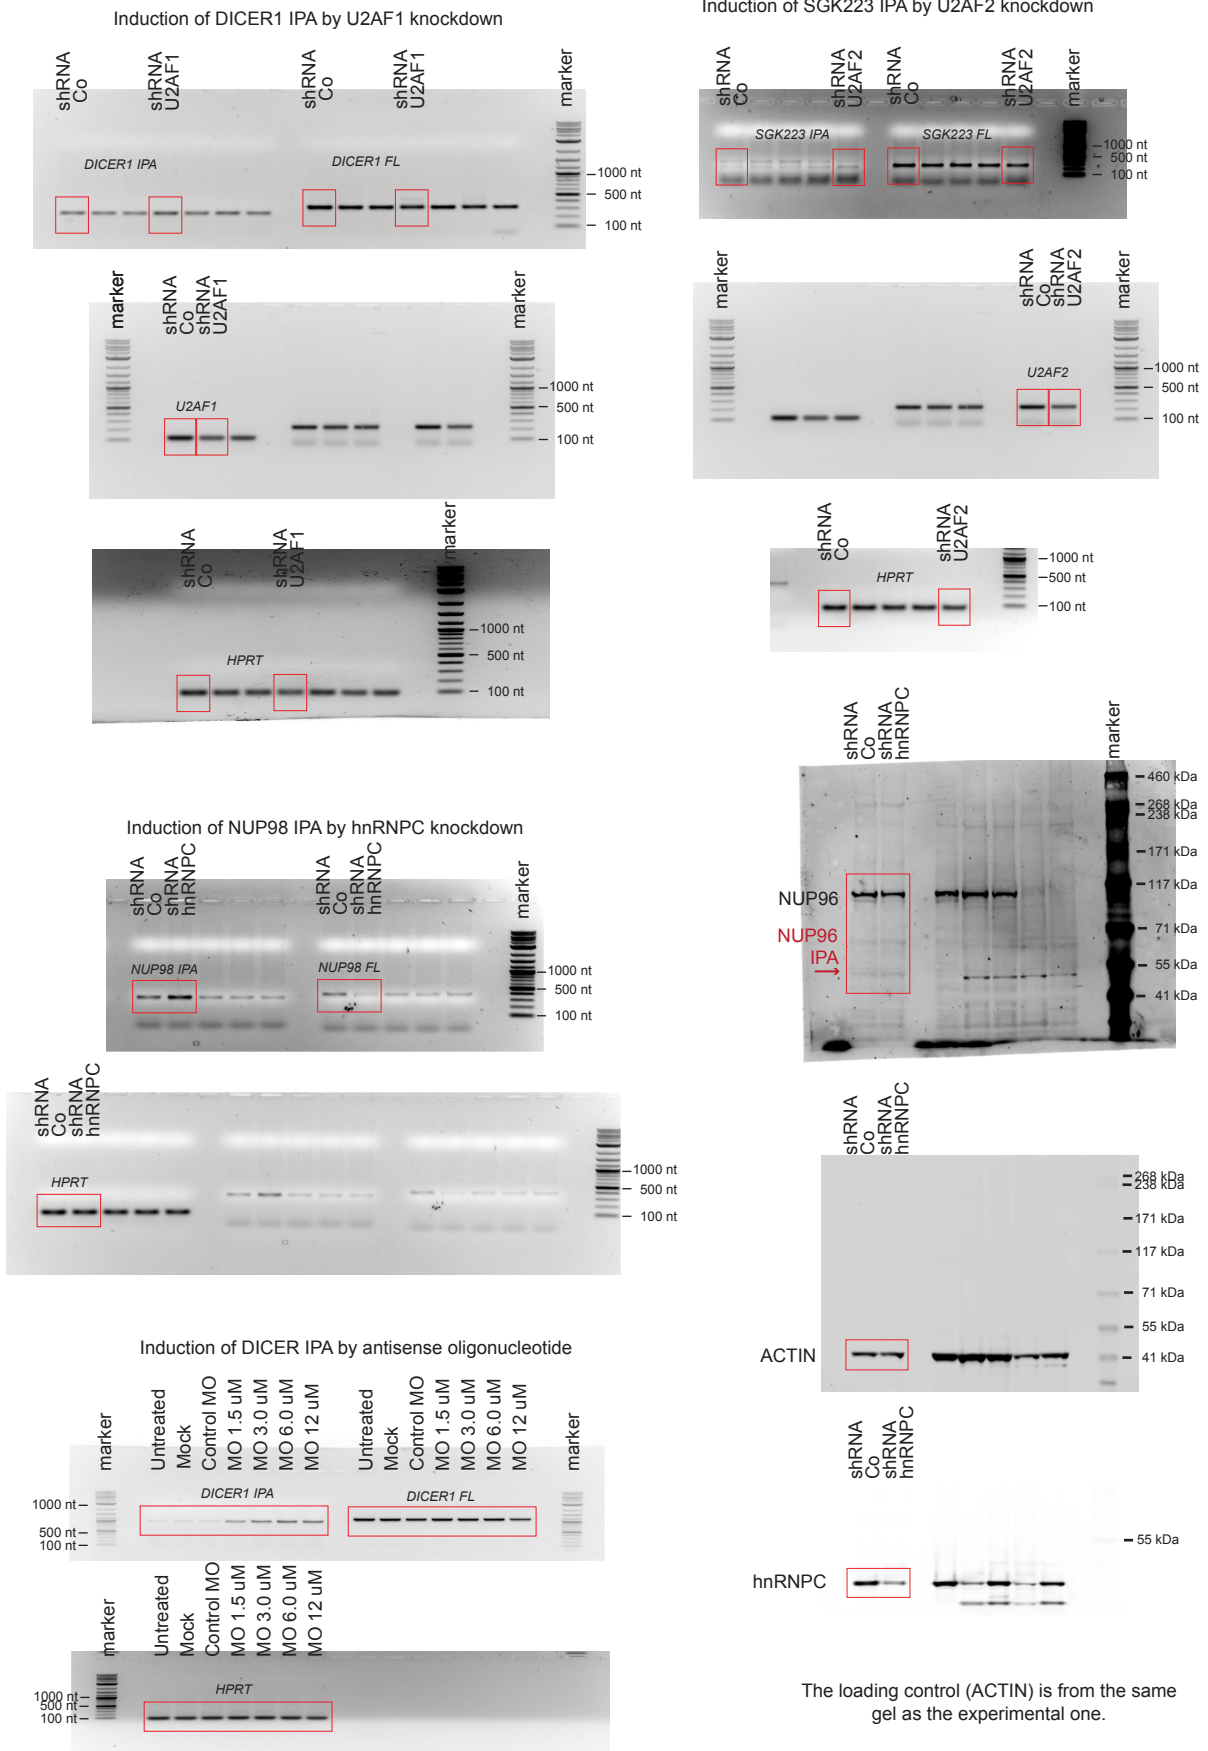 Induction of DICER1 IPA by U2AF1 knockdown
shRNA Co
shRNA U2AF1
shRNA Co
shRNA U2AF1
marker
DICER1 IPA
DICER1 FL
1000 nt
500 nt
100 nt
marker
shRNA Co
shRNA U2AF1
marker
U2AF1
1000 nt
500 nt
100 nt
shRNA Co
shRNA U2AF1
marker
HPRT
1000 nt
500 nt
100 nt
Induction of NUP98 IPA by hnRNPC knockdown
shRNA Co
shRNA hnRNPC
shRNA Co
shRNA hnRNPC
marker
NUP98 IPA
NUP98 FL
1000 nt
500 nt
100 nt
shRNA Co
shRNA hnRNPC
HPRT
1000 nt
500 nt
100 nt
Induction of DICER IPA by antisense oligonucleotide
marker
Untreated
Mock
Control MO
MO 1.5 uM
MO 3.0 uM
MO 6.0 uM
MO 12 uM
Untreated
Mock
Control MO
MO 1.5 uM
MO 3.0 uM
MO 6.0 uM
MO 12 uM
marker
DICER1 IPA
DICER1 FL
1000 nt
500 nt
100 nt
marker
Untreated
Mock
Control MO
MO 1.5 uM
MO 3.0 uM
MO 6.0 uM
MO 12 uM
HPRT
1000 nt
500 nt
100 nt
Induction of SGK223 IPA by U2AF2 knockdown
shRNA Co
shRNA U2AF2
shRNA Co
shRNA U2AF2
marker
SGK223 IPA
SGK223 FL
1000 nt
500 nt
100 nt
marker
shRNA Co
shRNA U2AF2
marker
U2AF2
1000 nt
500 nt
100 nt
shRNA Co
shRNA U2AF2
HPRT
1000 nt
500 nt
100 nt
shRNA Co
shRNA hnRNPC
marker
460 kDa
268 kDa
238 kDa
171 kDa
117 kDa
NUP96
71 kDa
NUP96
IPA
55 kDa
41 kDa
shRNA Co
shRNA hnRNPC
268 kDa
238 kDa
171 kDa
117 kDa
71 kDa
55 kDa
ACTIN
41 kDa
shRNA Co
shRNA hnRNPC
55 kDa
hnRNPC
The loading control (ACTIN) is from the same
gel as the experimental one.